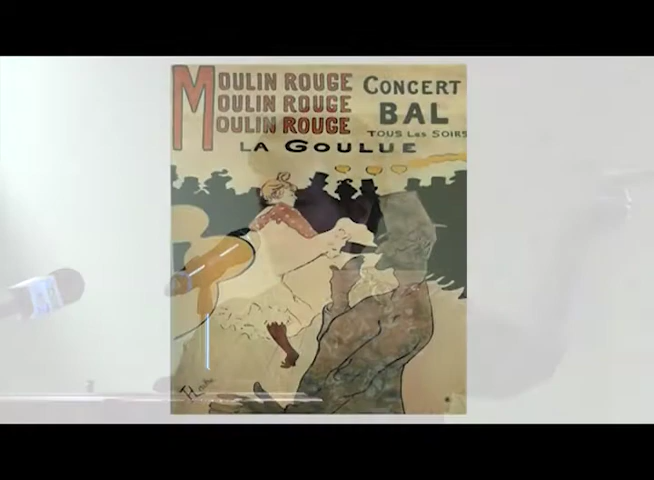 MOULIN ROUGE CONCERT
MOULIN ROUGE BAL
MOULIN ROUGE TOUS LES SOIRS
LA GOULUE